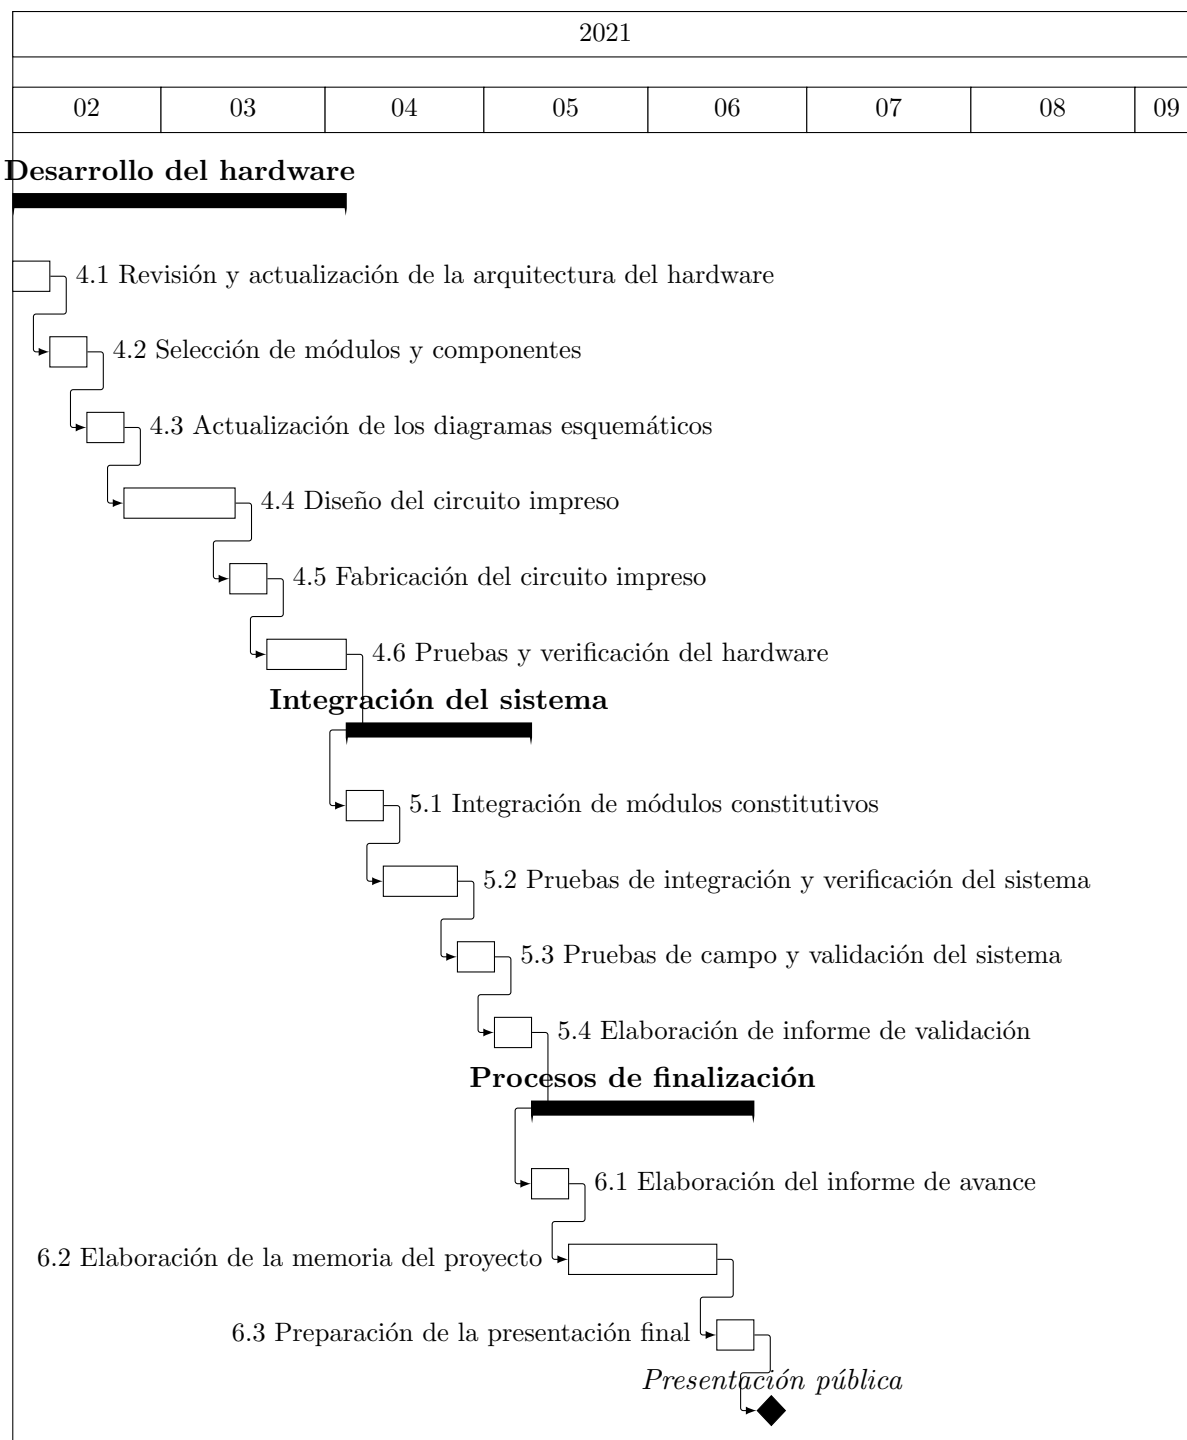 2021
02 03 04 05 06 07 08 09
Desarrollo del hardware
4.1 Revisión y actualización de la arquitectura del hardware
4.2 Selección de módulos y componentes
4.3 Actualización de los diagramas esquemáticos
4.4 Diseño del circuito impreso
4.5 Fabricación del circuito impreso
4.6 Pruebas y verificación del hardware
Integración del sistema
5.1 Integración de módulos constitutivos
5.2 Pruebas de integración y verificación del sistema
5.3 Pruebas de campo y validación del sistema
5.4 Elaboración de informe de validación
Procesos de finalización
6.1 Elaboración del informe de avance
6.2 Elaboración de la memoria del proyecto
6.3 Preparación de la presentación final
Presentación pública